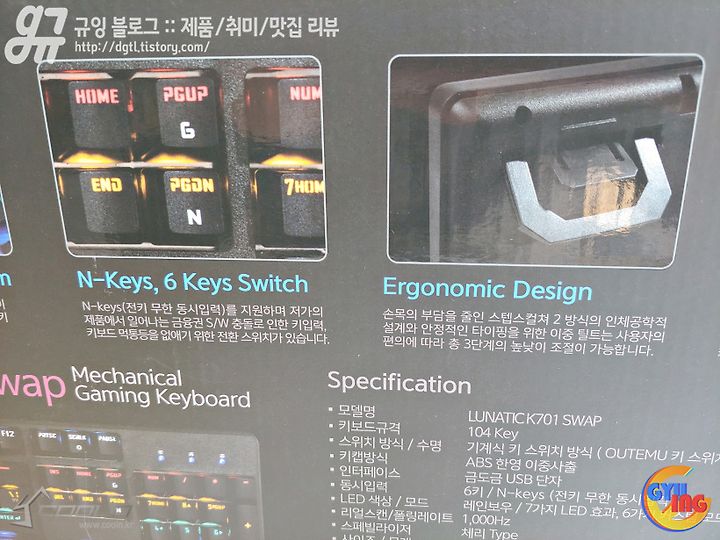 규잉 블로그 :: 제품/취미/맛집 리뷰
http://dgtl.tistory.com/
HOME PGUP NUM
G
END PGDN 7HOM
N
N-Keys, 6 Keys Switch
N-keys(전키 무한 동시입력)를 지원하며 저가의
제품에서 일어나는 금융권 S/W 충돌로 인한 키입력,
키보드 먹통등을 없애기 위한 전환 스위치가 있습니다.
Ergonomic Design
손목의 부담을 줄인 스텝스컬쳐 2 방식의 인체공학적
설계와 안정적인 타이핑을 위한 이중 틸트는 사용자의
편의에 따라 총 3단계의 높낮이 조절이 가능합니다.
wap Mechanical
Gaming Keyboard
Specification
• 모델명 LUNATIC K701 SWAP
• 키보드규격 104 Key
• 스위치 방식 / 수명 기계식 키 스위치 방식 ( OUTEMU 키 스위치
• 키캡방식 ABS 한영 이중사출
• 인터페이스 금도금 USB 단자
• 동시입력 6키 / N-keys (전키 무한
• LED 색상 / 모드 레인보우 / 7가지 LED 효과, 6가
• 리얼스캔/폴링레이트 1,000Hz
• 스페빌라이저 체리 Type
F12 PRTSC SCROLL PAUSE
GYUING